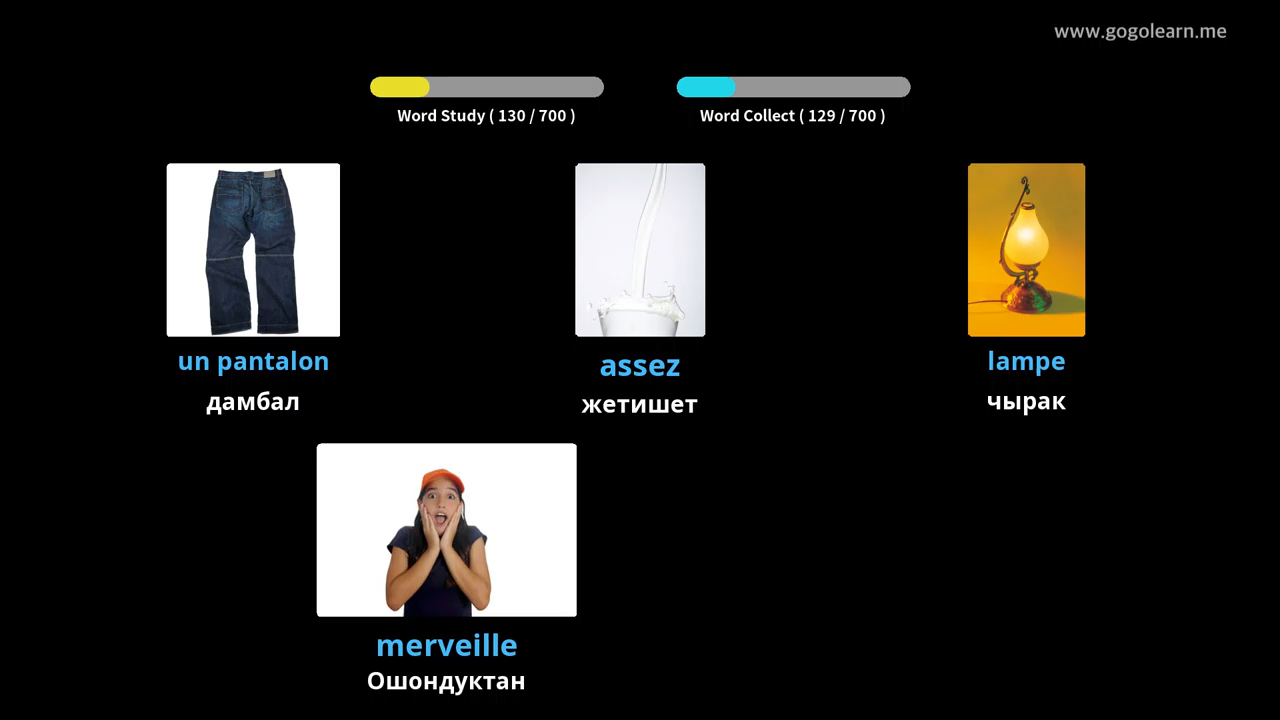 www.gogolearn.me
Word Study ( 130 / 700 )
Word Collect ( 129 / 700 )
un pantalon
дамбал
assez
жетишет
lampe
чырак
merveille
Ошондуктан